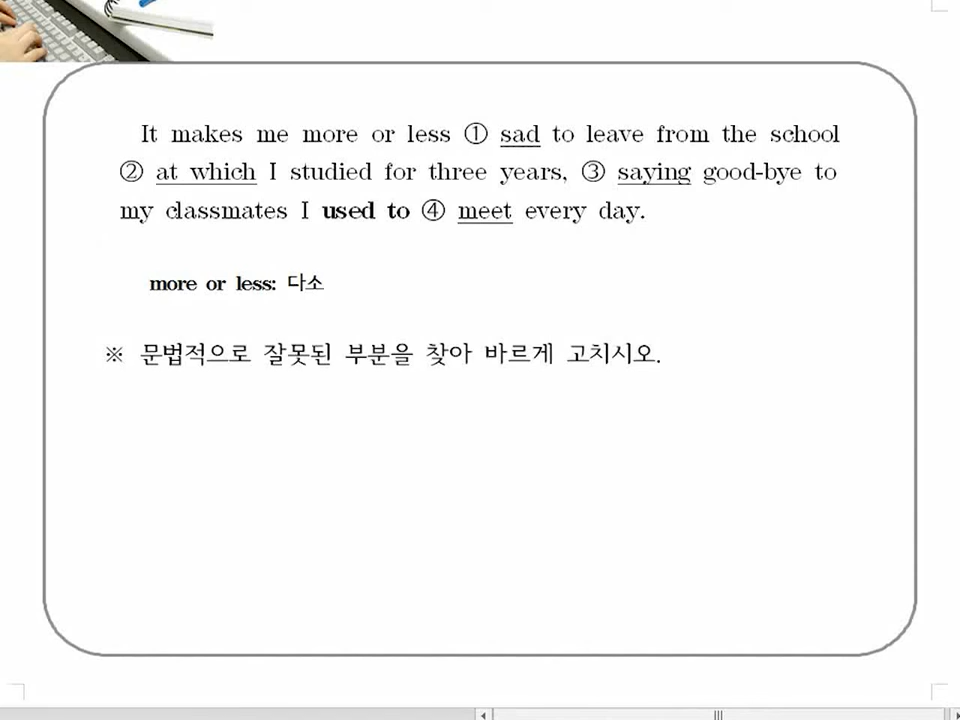 It makes me more or less ① sad to leave from the school
② at which I studied for three years, ③ saying good-bye to
my classmates I used to ④ meet every day.
more or less: 다소
※ 문법적으로 잘못된 부분을 찾아 바르게 고치시오.